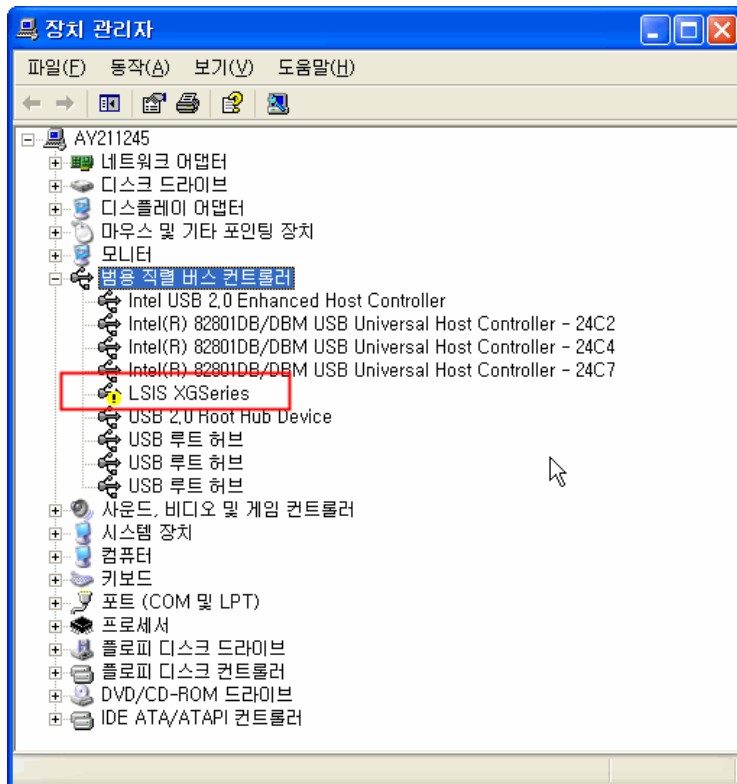 장치 관리자
파일(F) 동작(A) 보기(V) 도움말(H)
AY211245
네트워크 어댑터
디스크 드라이브
디스플레이 어댑터
마우스 및 기타 포인팅 장치
모니터
범용 직렬 버스 컨트롤러
Intel USB 2,0 Enhanced Host Controller
Intel(R) 82801DB/DBM USB Universal Host Controller - 24C2
Intel(R) 82801DB/DBM USB Universal Host Controller - 24C4
Intel(R) 82801DB/DBM USB Universal Host Controller - 24C7
LSIS XGSeries
USB 2,0 Root Hub Device
USB 루트 허브
USB 루트 허브
USB 루트 허브
사운드, 비디오 및 게임 컨트롤러
시스템 장치
컴퓨터
키보드
포트 (COM 및 LPT)
프로세서
플로피 디스크 드라이브
플로피 디스크 컨트롤러
DVD/CD-ROM 드라이브
IDE ATA/ATAPI 컨트롤러